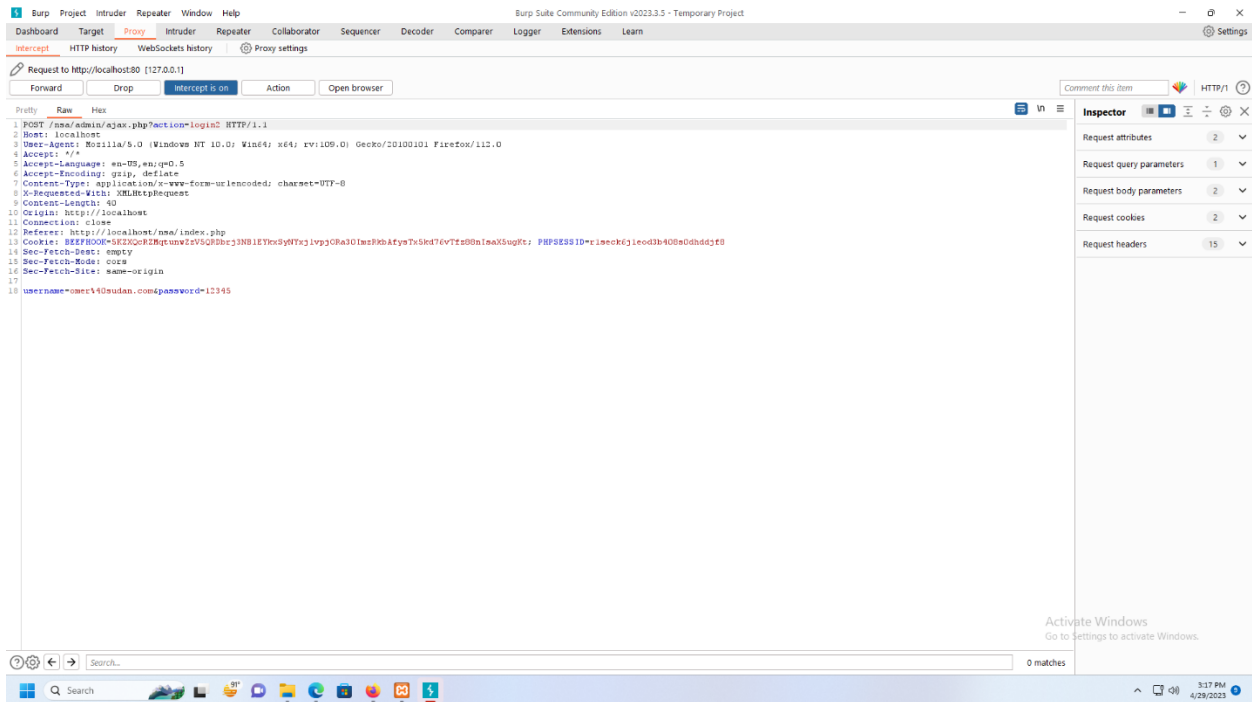 Burp Project Intruder Repeater Window Help
Burp Suite Community Edition v2023.3.5 - Temporary Project
Dashboard Target Proxy Intruder Repeater Collaborator Sequencer Decoder Comparer Logger Extensions Learn
Settings
Intercept HTTP history WebSockets history Proxy settings
Request to http://localhost:80 [127.0.0.1]
Forward Drop Intercept is on Action Open browser
Comment this item HTTP/1
Pretty Raw Hex
\n
Inspector
1 POST /nsa/admin/ajax.php?action=login2 HTTP/1.1
2 Host: localhost
3 User-Agent: Mozilla/5.0 (Windows NT 10.0; Win64; x64; rv:109.0) Gecko/20100101 Firefox/112.0
4 Accept: */*
5 Accept-Language: en-US,en;q=0.5
6 Accept-Encoding: gzip, deflate
7 Content-Type: application/x-www-form-urlencoded; charset=UTF-8
8 X-Requested-With: XMLHttpRequest
9 Content-Length: 40
10 Origin: http://localhost
11 Connection: close
12 Referer: http://localhost/nsa/index.php
13 Cookie: BEEFHOOK= PHPSESSID=
14 Sec-Fetch-Dest: empty
15 Sec-Fetch-Mode: cors
16 Sec-Fetch-Site: same-origin
17
18 username=omer%40sudan.com&password=12345
Request attributes 2
Request query parameters 1
Request body parameters 2
Request cookies 2
Request headers 15
Activate Windows
Go to Settings to activate Windows.
Search...
0 matches
91°
Search
3:17 PM
4/29/2023